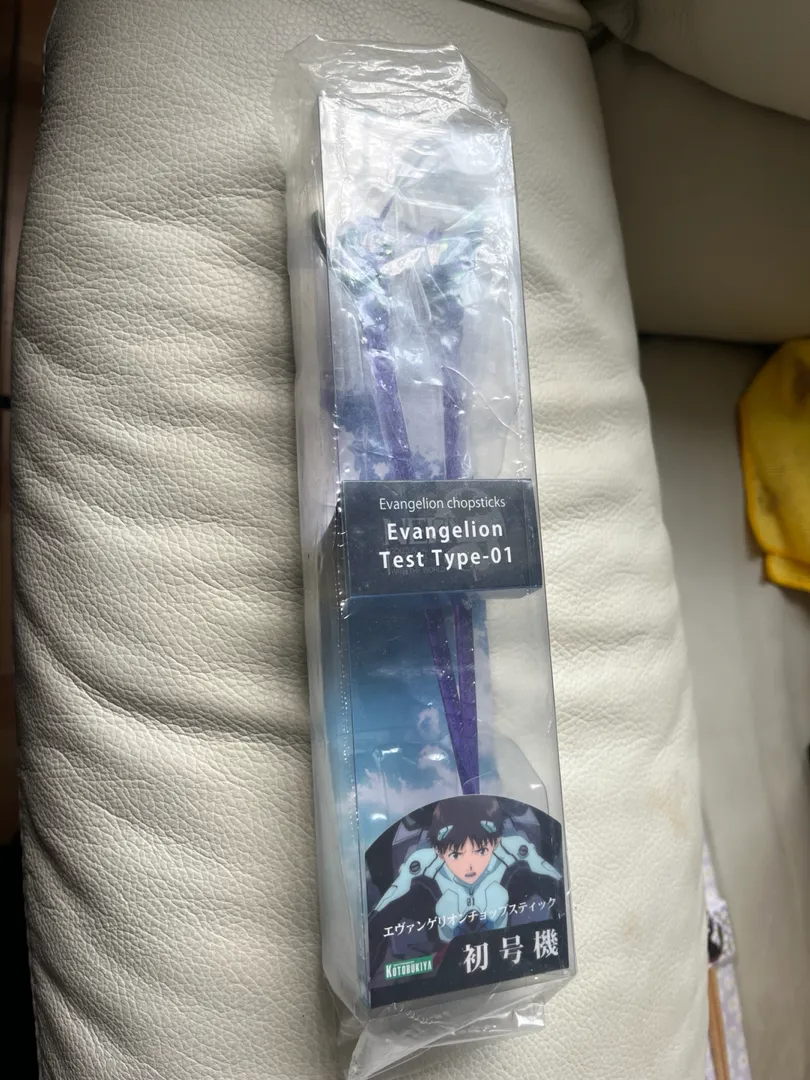 Evangelion chopsticks
Evangelion
Test Type-01
01
エヴァンゲリオンチョップスティック
初号機
KOTOBUKIYA